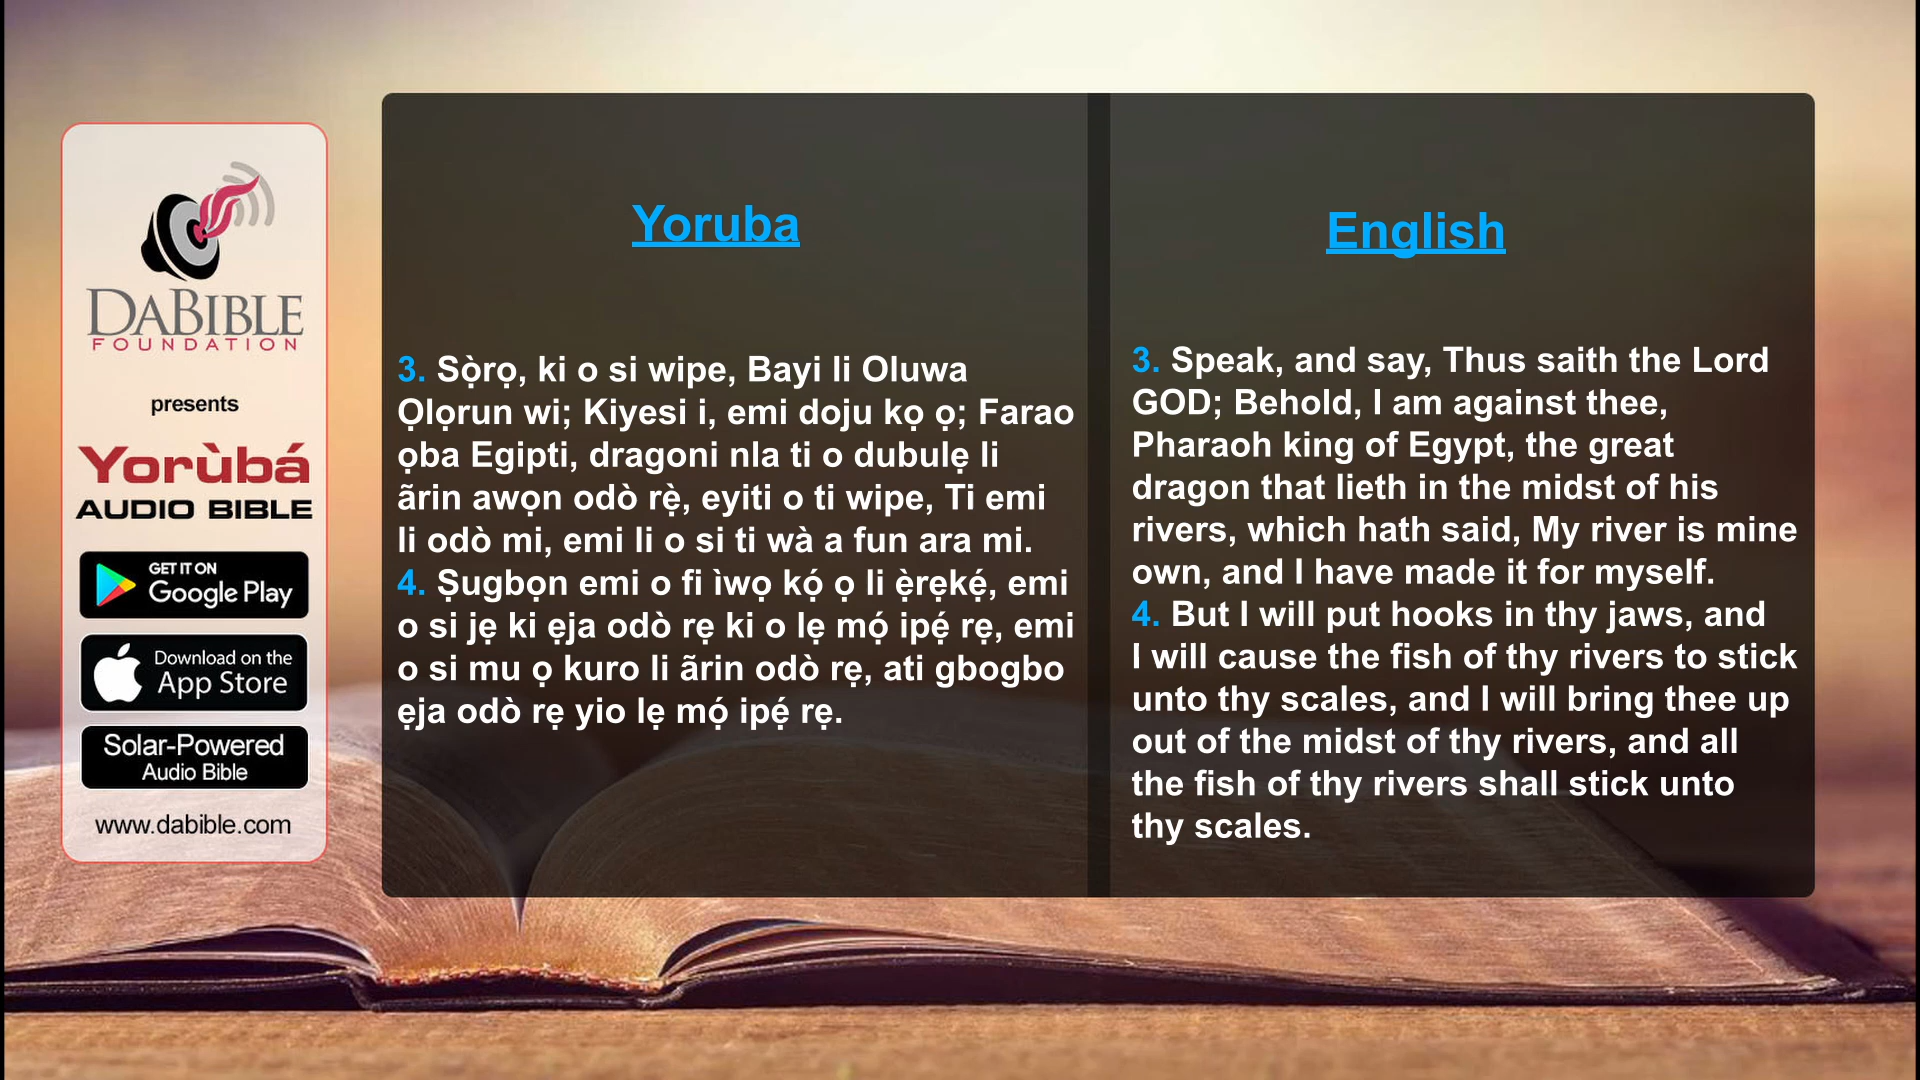 DABIBLE
FOUNDATION
presents
Yorùbá
AUDIO BIBLE
GET IT ON
Google Play
Download on the
App Store
Solar-Powered
Audio Bible
www.dabible.com
Yoruba
3. Sọ̀rọ, ki o si wipe, Bayi li Oluwa
Ọlọrun wi; Kiyesi i, emi doju kọ ọ; Farao
ọba Egipti, dragoni nla ti o dubulẹ li
ãrin awọn odò rẹ̀, eyiti o ti wipe, Ti emi
li odò mi, emi li o si ti wà a fun ara mi.
4. Ṣugbọn emi o fi ìwọ kọ́ ọ li ẹ̀rẹkẹ́, emi
o si jẹ ki ẹja odò rẹ ki o lẹ mọ́ ipẹ́ rẹ, emi
o si mu ọ kuro li ãrin odò rẹ, ati gbogbo
ẹja odò rẹ yio lẹ mọ́ ipẹ́ rẹ.
English
3. Speak, and say, Thus saith the Lord
GOD; Behold, I am against thee,
Pharaoh king of Egypt, the great
dragon that lieth in the midst of his
rivers, which hath said, My river is mine
own, and I have made it for myself.
4. But I will put hooks in thy jaws, and
I will cause the fish of thy rivers to stick
unto thy scales, and I will bring thee up
out of the midst of thy rivers, and all
the fish of thy rivers shall stick unto
thy scales.